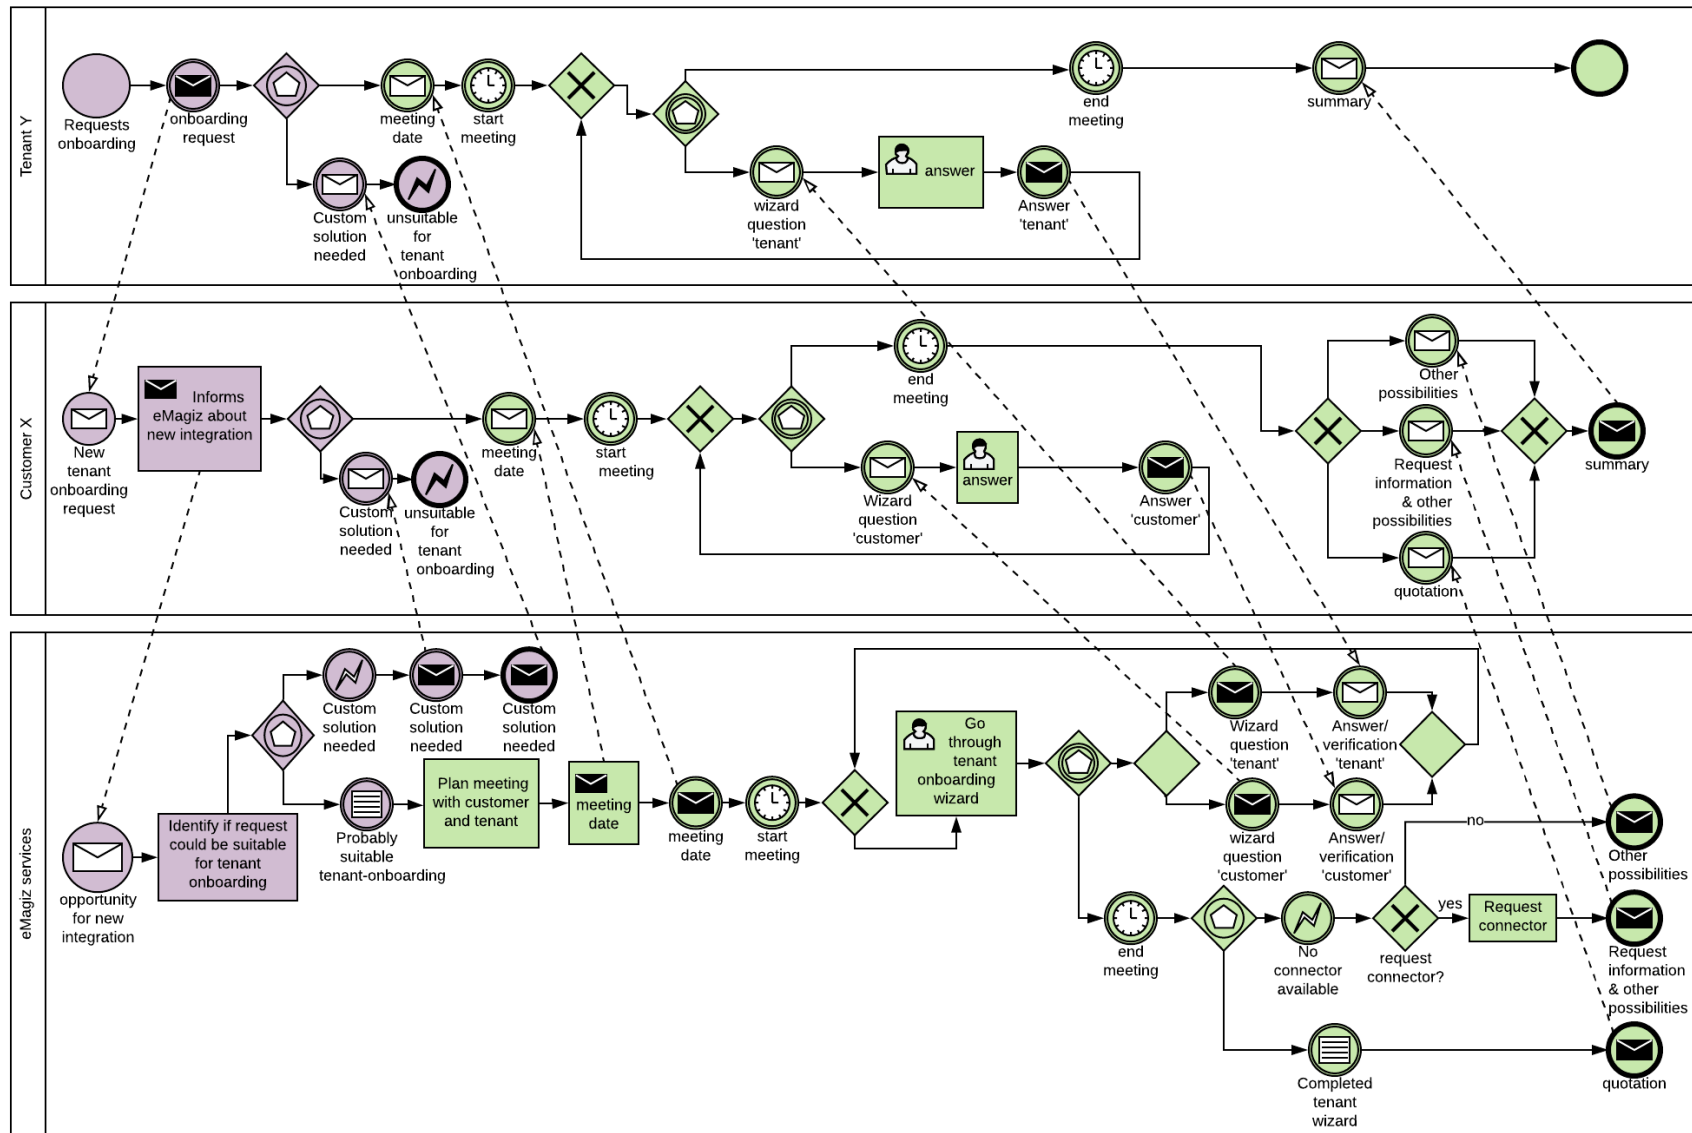 Tenant Y
Requests
onboarding
onboarding
request
meeting
date
start
meeting
end
meeting
summary
Custom
solution
needed
unsuitable
for
tenant
onboarding
wizard
question
'tenant'
answer
Answer
'tenant'
Customer X
New
tenant
onboarding
request
Informs
eMagiz about
new integration
Custom
solution
needed
unsuitable
for
tenant
onboarding
meeting
date
start
meeting
end
meeting
Wizard
question
'customer'
answer
Answer
'customer'
Other
possibilities
Request
information
& other
possibilities
quotation
summary
eMagiz services
opportunity
for new
integration
Identify if request
could be suitable
for tenant
onboarding
Custom
solution
needed
Custom
solution
needed
Custom
solution
needed
Probably
suitable
tenant-onboarding
Plan meeting
with customer
and tenant
meeting
date
meeting
date
start
meeting
Go
through
tenant
onboarding
wizard
Wizard
question
'tenant'
Answer/
verification
'tenant'
wizard
question
'customer'
Answer/
verification
'customer'
end
meeting
No
connector
available
request
connector?
no
yes
Request
connector
Other
possibilities
Request
information
& other
possibilities
Completed
tenant
wizard
quotation